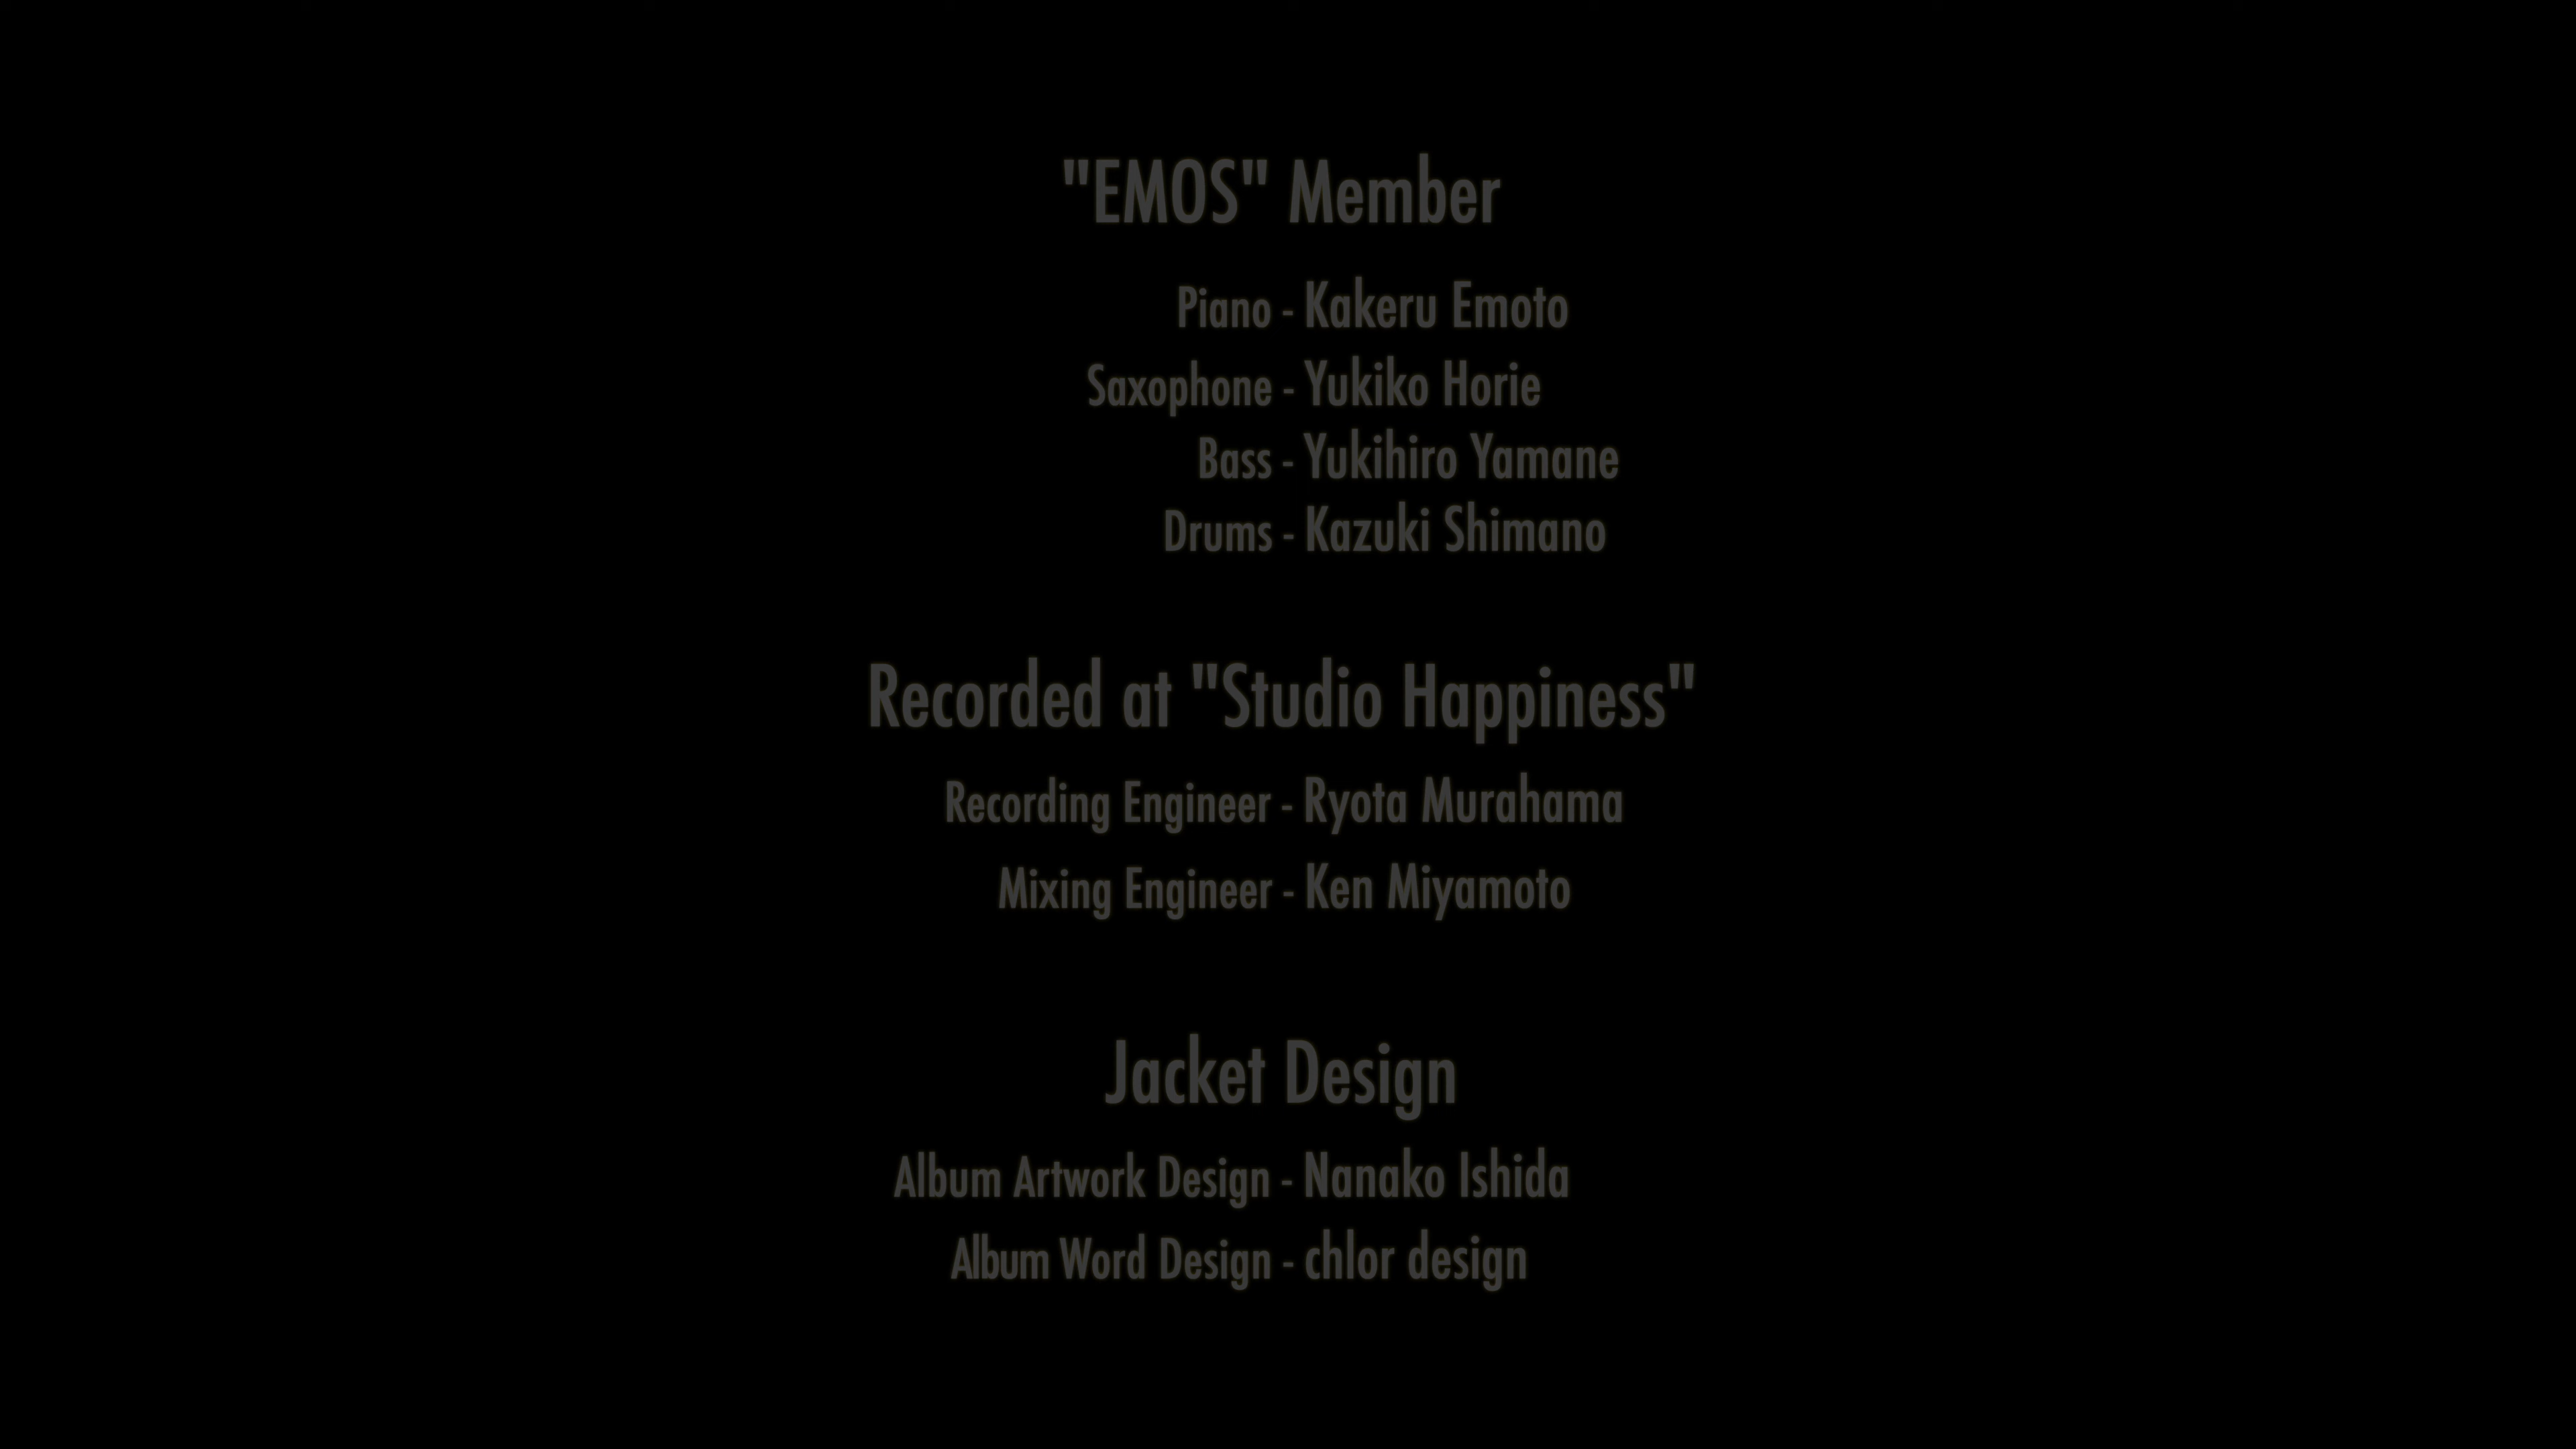 "EMOS" Member
Piano - Kakeru Emoto
Saxophone - Yukiko Horie
Bass - Yukihiro Yamane
Drums - Kazuki Shimano
Recorded at "Studio Happiness"
Recording Engineer - Ryota Murahama
Mixing Engineer - Ken Miyamoto
Jacket Design
Album Artwork Design - Nanako Ishida
Album Word Design - chlor design